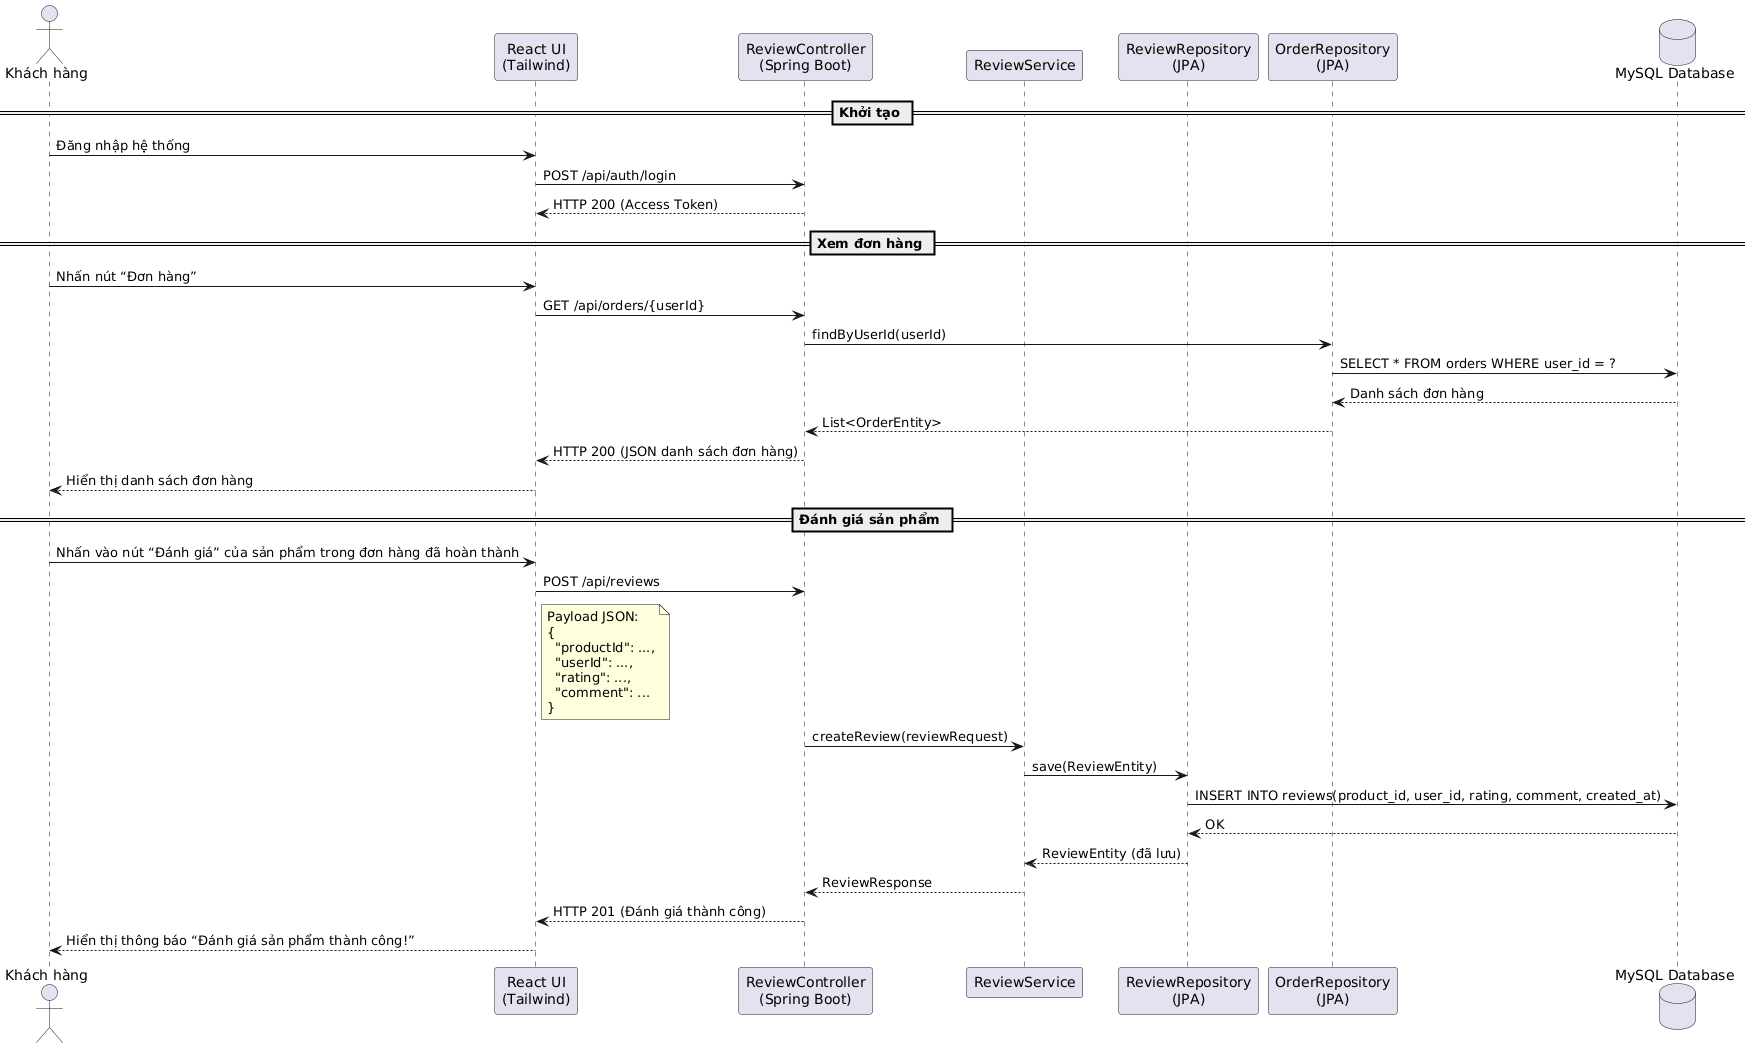 Khách hàng
React UI
(Tailwind)
ReviewController
(Spring Boot)
ReviewService
ReviewRepository
(JPA)
OrderRepository
(JPA)
MySQL Database
Khởi tạo
Đăng nhập hệ thống
POST /api/auth/login
HTTP 200 (Access Token)
Xem đơn hàng
Nhấn nút “Đơn hàng”
GET /api/orders/{userId}
findByUserId(userId)
SELECT * FROM orders WHERE user_id = ?
Danh sách đơn hàng
List<OrderEntity>
HTTP 200 (JSON danh sách đơn hàng)
Hiển thị danh sách đơn hàng
Đánh giá sản phẩm
Nhấn vào nút “Đánh giá” của sản phẩm trong đơn hàng đã hoàn thành
POST /api/reviews
Payload JSON:
{
"productId": ...,
"userId": ...,
"rating": ...,
"comment": ...
}
createReview(reviewRequest)
save(ReviewEntity)
INSERT INTO reviews(product_id, user_id, rating, comment, created_at)
OK
ReviewEntity (đã lưu)
ReviewResponse
HTTP 201 (Đánh giá thành công)
Hiển thị thông báo “Đánh giá sản phẩm thành công!”
Khách hàng
React UI
(Tailwind)
ReviewController
(Spring Boot)
ReviewService
ReviewRepository
(JPA)
OrderRepository
(JPA)
MySQL Database